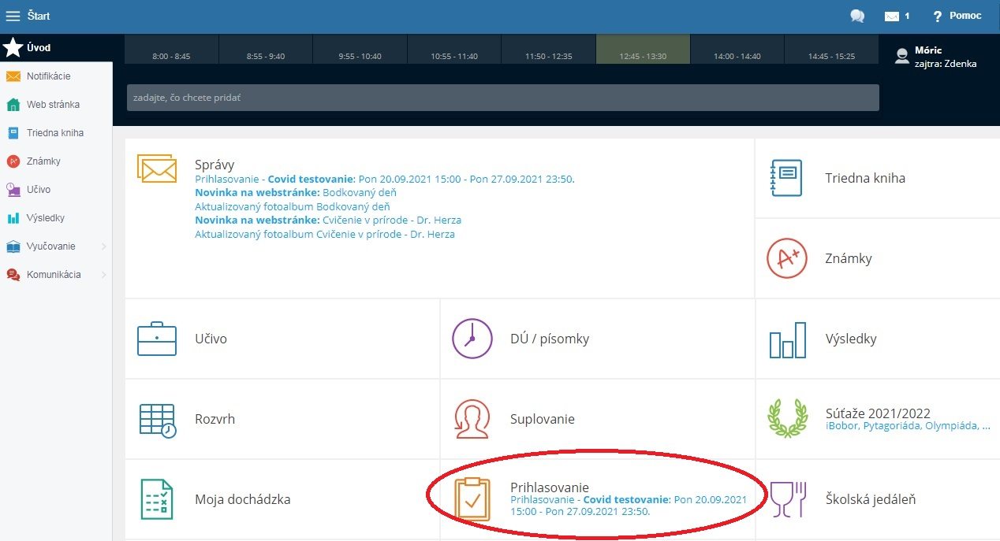 Štart
1
? Pomoc
Úvod
8:00 - 8:45
8:55 - 9:40
9:55 - 10:40
10:55 - 11:40
11:50 - 12:35
12:45 - 13:30
14:00 - 14:40
14:45 - 15:25
Móric
zajtra: Zdenka
zadajte, čo chcete pridať
Notifikácie
Web stránka
Triedna kniha
Známky
Učivo
Výsledky
Vyučovanie
Komunikácia
Správy
Prihlasovanie - Covid testovanie: Pon 20.09.2021 15:00 - Pon 27.09.2021 23:50.
Novinka na webstránke: Bodkovaný deň
Aktualizovaný fotoalbum Bodkovaný deň
Novinka na webstránke: Cvičenie v prírode - Dr. Herza
Aktualizovaný fotoalbum Cvičenie v prírode - Dr. Herza
Triedna kniha
A+
Známky
Učivo
DÚ / písomky
Výsledky
Rozvrh
Suplovanie
Súťaže 2021/2022
iBobor, Pytagoriáda, Olympiáda, ...
Moja dochádzka
Prihlasovanie
Prihlasovanie - Covid testovanie: Pon 20.09.2021
15:00 - Pon 27.09.2021 23:50.
Školská jedáleň